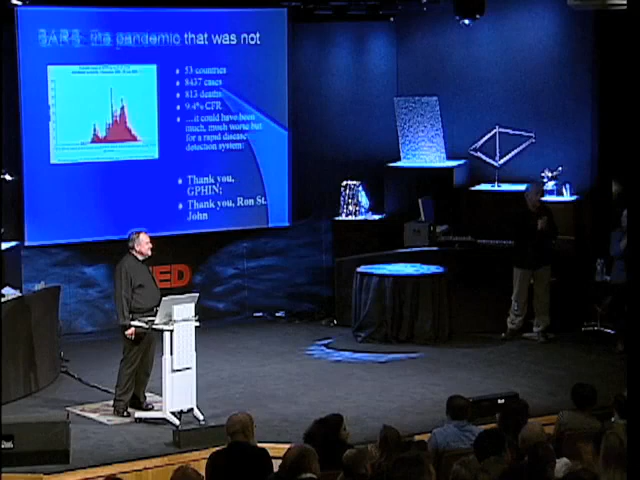 SARS: the pandemic that was not
53 countries
8437 cases
813 deaths
9.4% CFR
...it could have been
much, much worse but
for a rapid disease
detection system:
Thank you,
GPHIN;
Thank you, Ron St.
John
TED